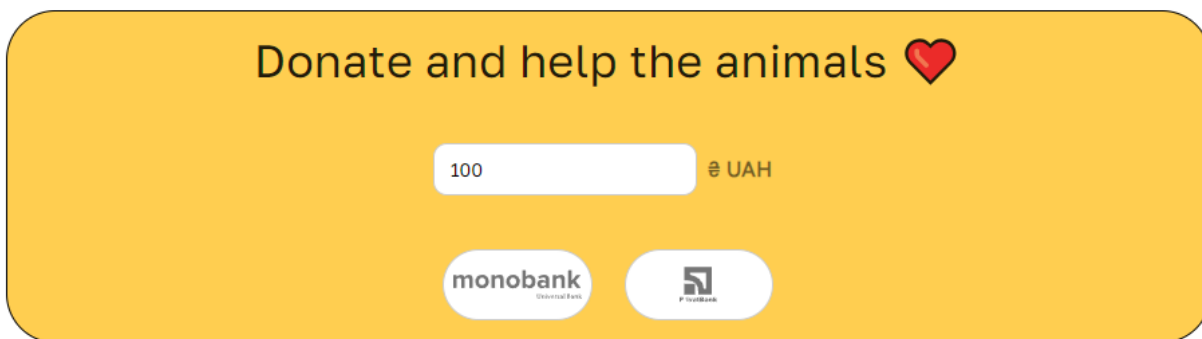 Donate and help the animals ❤️
100 ₴ UAH
monobank
Universal Bank
PrivatBank